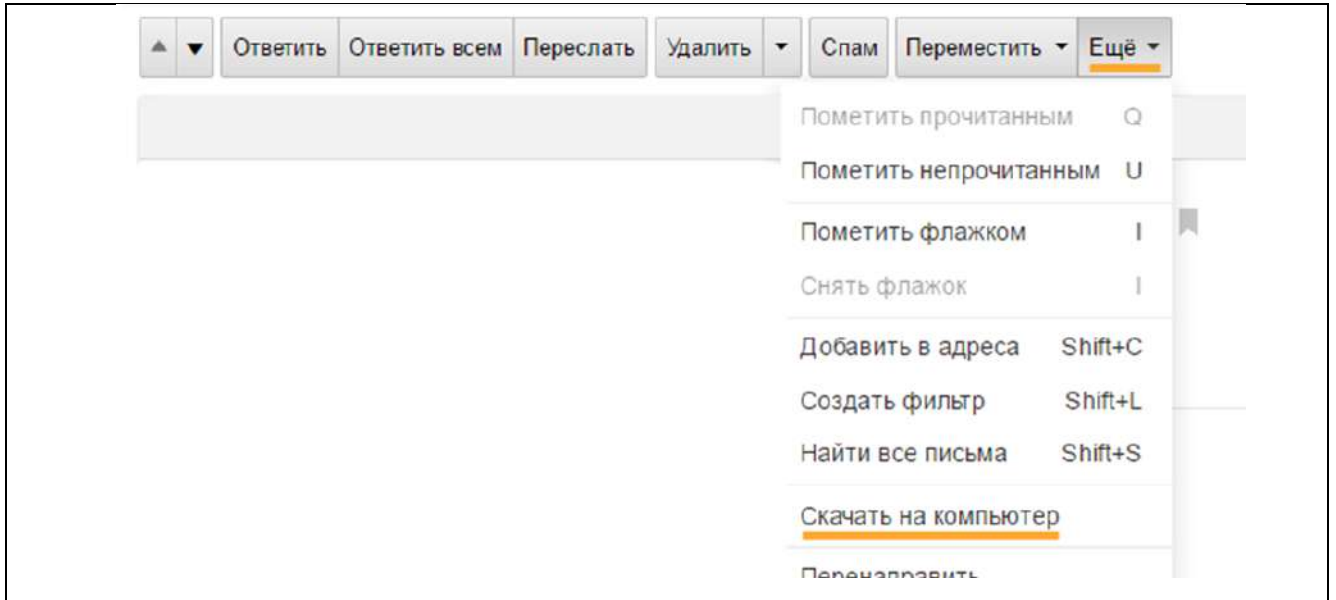 Ответить Ответить всем Переслать Удалить Спам Переместить Ещё
Пометить прочитанным Q
Пометить непрочитанным U
Пометить флажком I
Снять флажок I
Добавить в адреса Shift+C
Создать фильтр Shift+L
Найти все письма Shift+S
Скачать на компьютер
Перенаправить